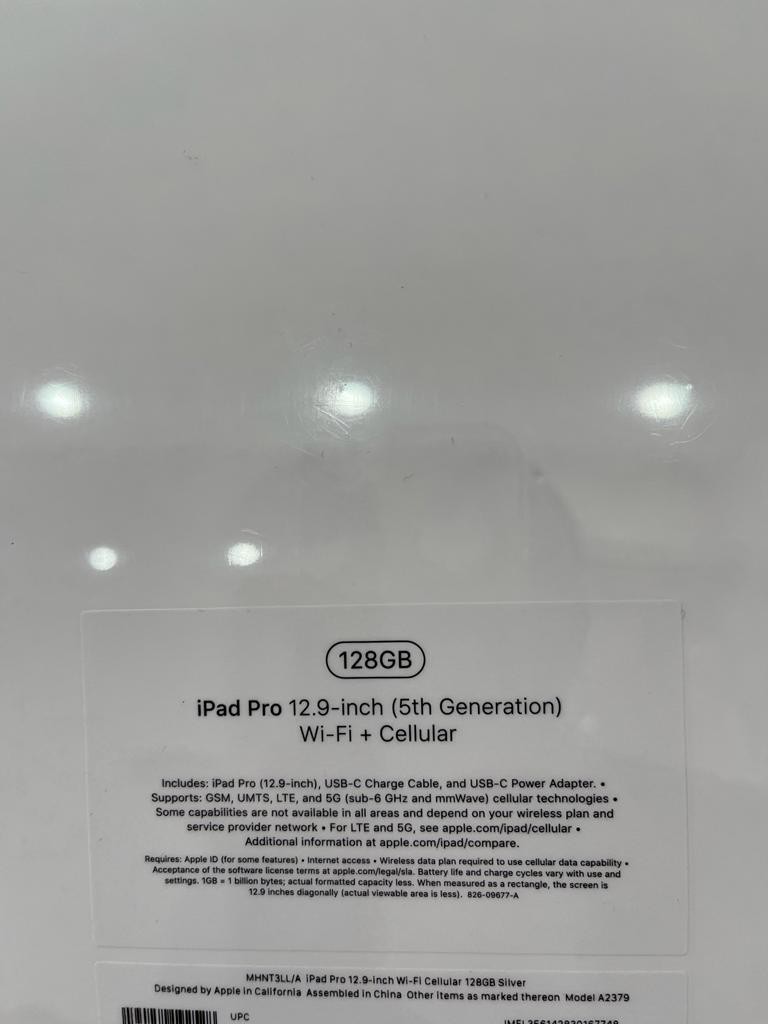 128GB
iPad Pro 12.9-inch (5th Generation)
Wi-Fi + Cellular
Includes: iPad Pro (12.9-inch), USB-C Charge Cable, and USB-C Power Adapter. •
Supports: GSM, UMTS, LTE, and 5G (sub-6 GHz and mmWave) cellular technologies •
Some capabilities are not available in all areas and depend on your wireless plan and
service provider network • For LTE and 5G, see apple.com/ipad/cellular •
Additional information at apple.com/ipad/compare.
Requires: Apple ID (for some features) • Internet access • Wireless data plan required to use cellular data capability •
Acceptance of the software license terms at apple.com/legal/sla. Battery life and charge cycles vary with use and
settings. 1GB = 1 billion bytes; actual formatted capacity less. When measured as a rectangle, the screen is
12.9 inches diagonally (actual viewable area is less). 826-09677-A
MHNT3LL/A iPad Pro 12.9-inch Wi-Fi Cellular 128GB Silver
Designed by Apple in California Assembled in China Other items as marked thereon Model A2379
UPC